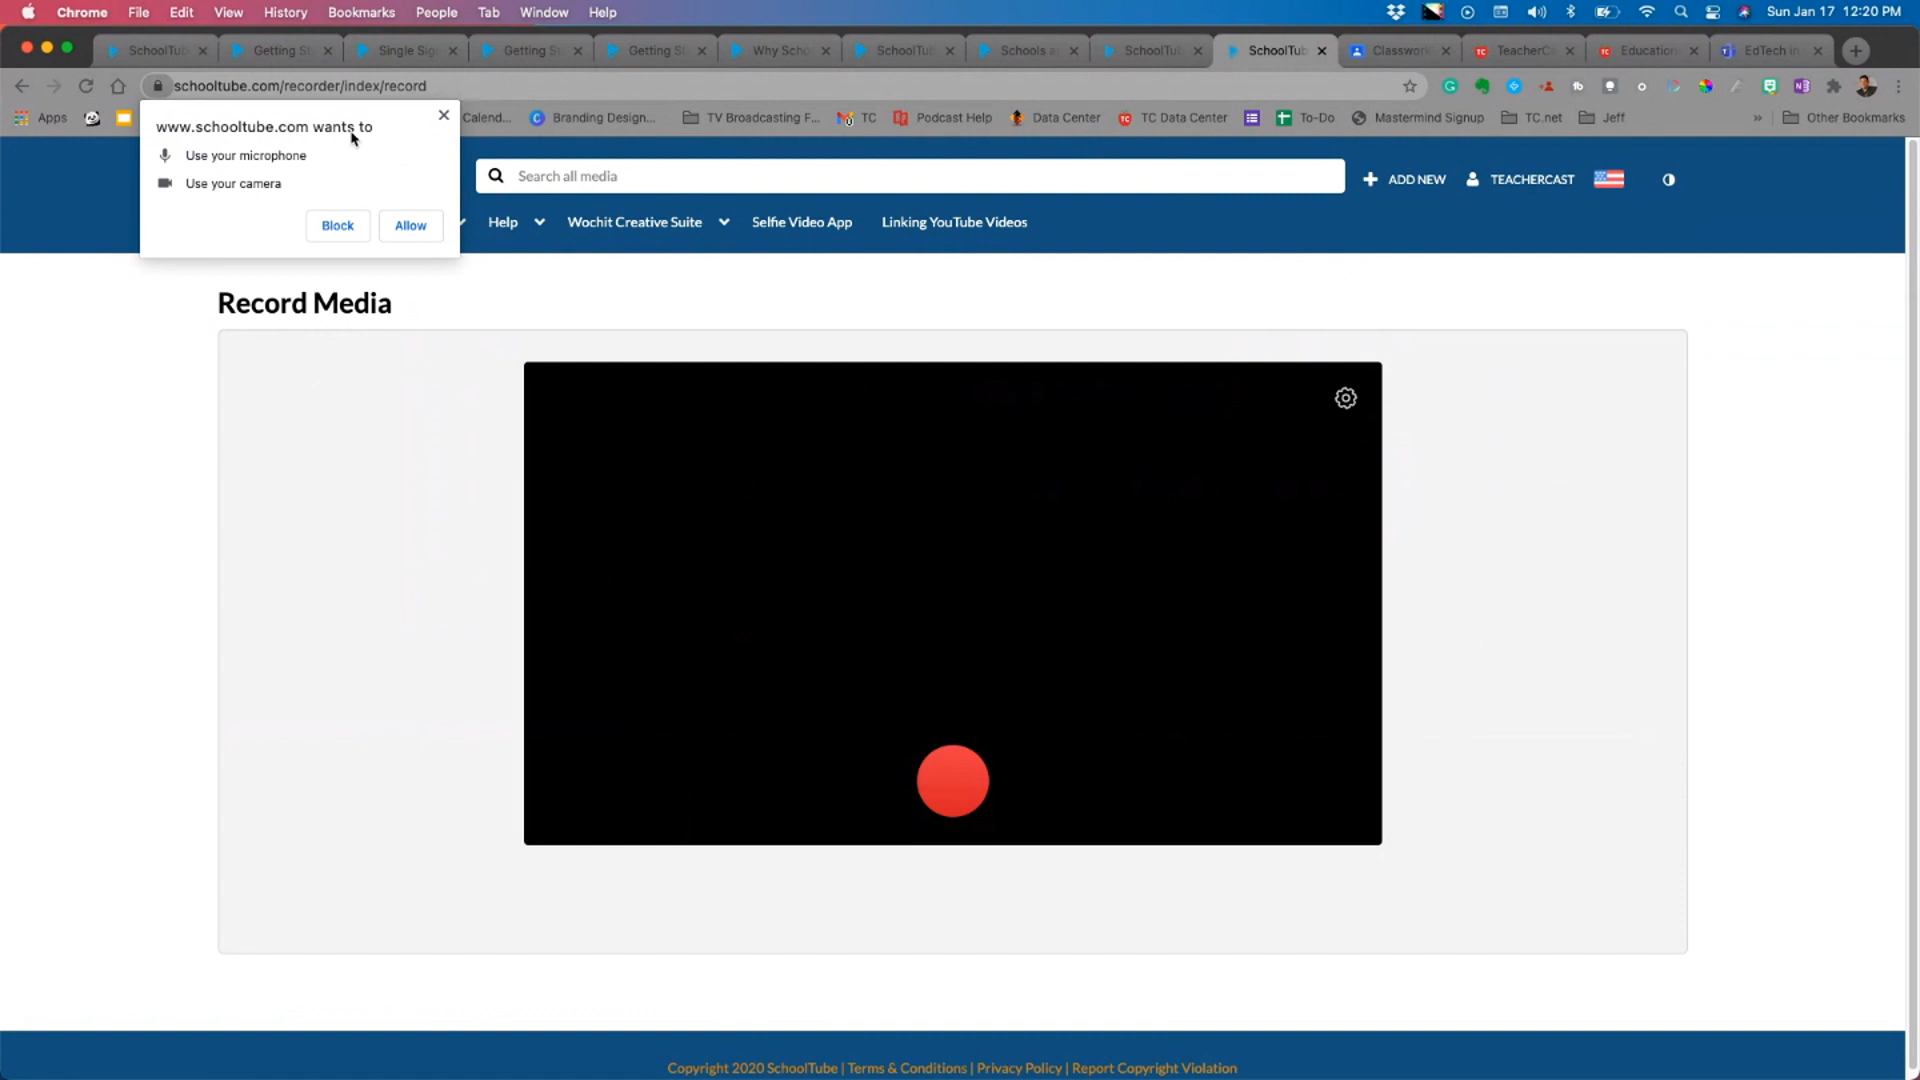 Chrome File Edit View History Bookmarks People Tab Window Help Sun Jan 17 12:20 PM
SchoolTub Getting St Single Sig Getting St Getting St Why Scho SchoolTub Schools a SchoolTub SchoolTub Classwork TeacherC Education EdTech in
schooltube.com/recorder/index/record
Apps Calend... Branding Design... TV Broadcasting F... TC Podcast Help Data Center TC Data Center To-Do Mastermind Signup TC.net Jeff » Other Bookmarks
www.schooltube.com wants to
Use your microphone
Use your camera
Block Allow
Search all media
ADD NEW TEACHERCAST
Help Wochit Creative Suite Selfie Video App Linking YouTube Videos
Record Media
Copyright 2020 SchoolTube | Terms & Conditions | Privacy Policy | Report Copyright Violation